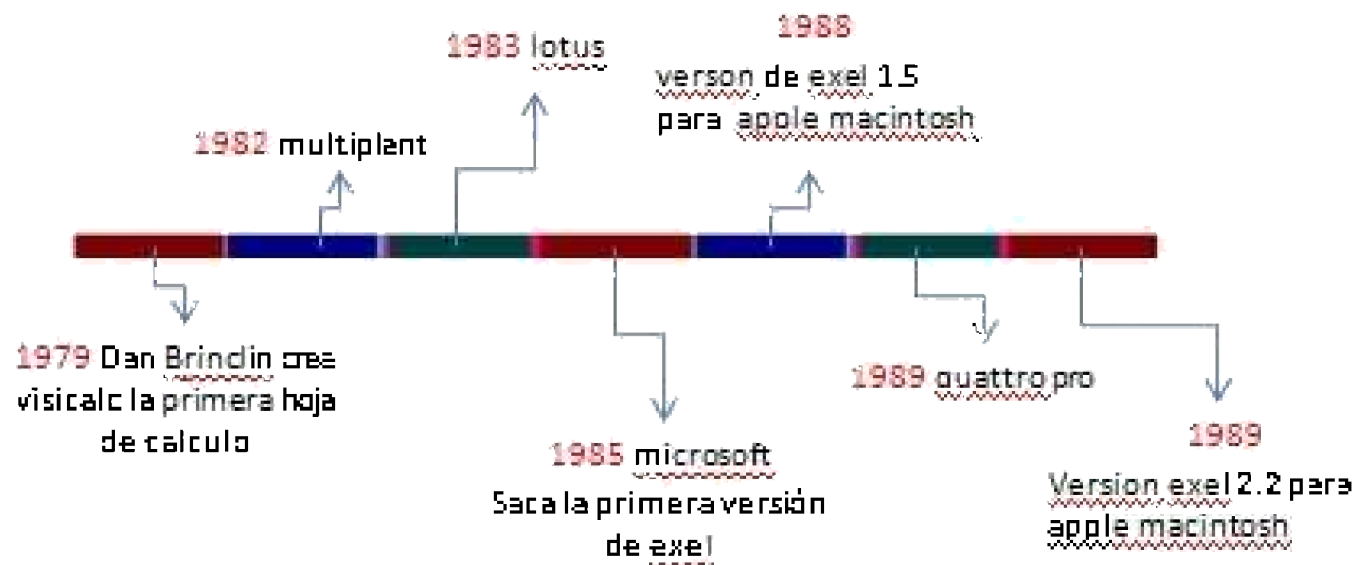 1979 Dan Brinclin crea
visicalc la primera hoja
de calculo
1982 multiplant
1983 lotus
1985 microsoft
Saca la primera versión
de exel
1988
verson de exel 1.5
para apple macintosh
1989 quattro pro
1989
Version exel 2.2 para
apple macintosh